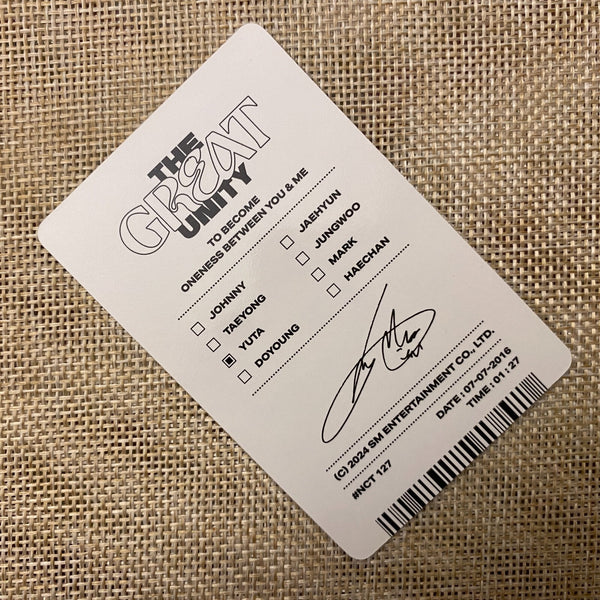 THE
GREAT
UNITY
TO BECOME
ONENESS BETWEEN YOU & ME
JOHNNY JAEHYUN
TAEYONG JUNGWOO
YUTA MARK
DOYOUNG HAECHAN
(C) 2024 SM ENTERTAINMENT CO., LTD.
DATE : 07-07-2016
#NCT 127 TIME : 01 : 27